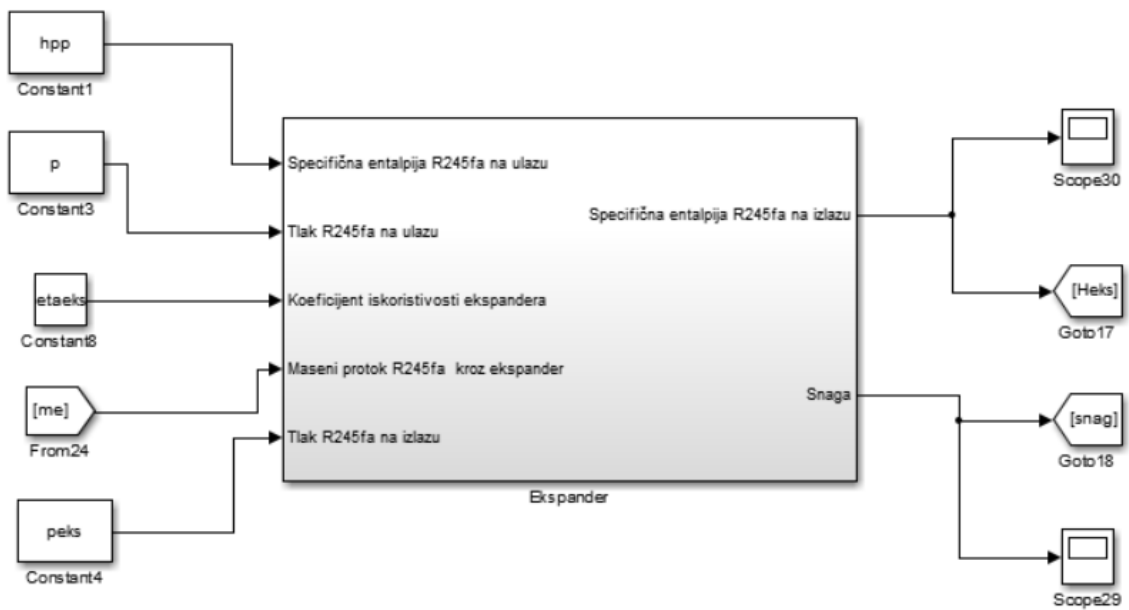 hpp
Constant1
p
Constant3
etaeks
Constant8
[me]
From24
peks
Constant4
Specifična entalpija R245fa na ulazu
Tlak R245fa na ulazu
Koeficijent iskoristivosti ekspandera
Maseni protok R245fa kroz ekspander
Tlak R245fa na izlazu
Specifična entalpija R245fa na izlazu
Snaga
Ekspander
Scope30
[Heks]
Goto17
[snag]
Goto18
Scope29